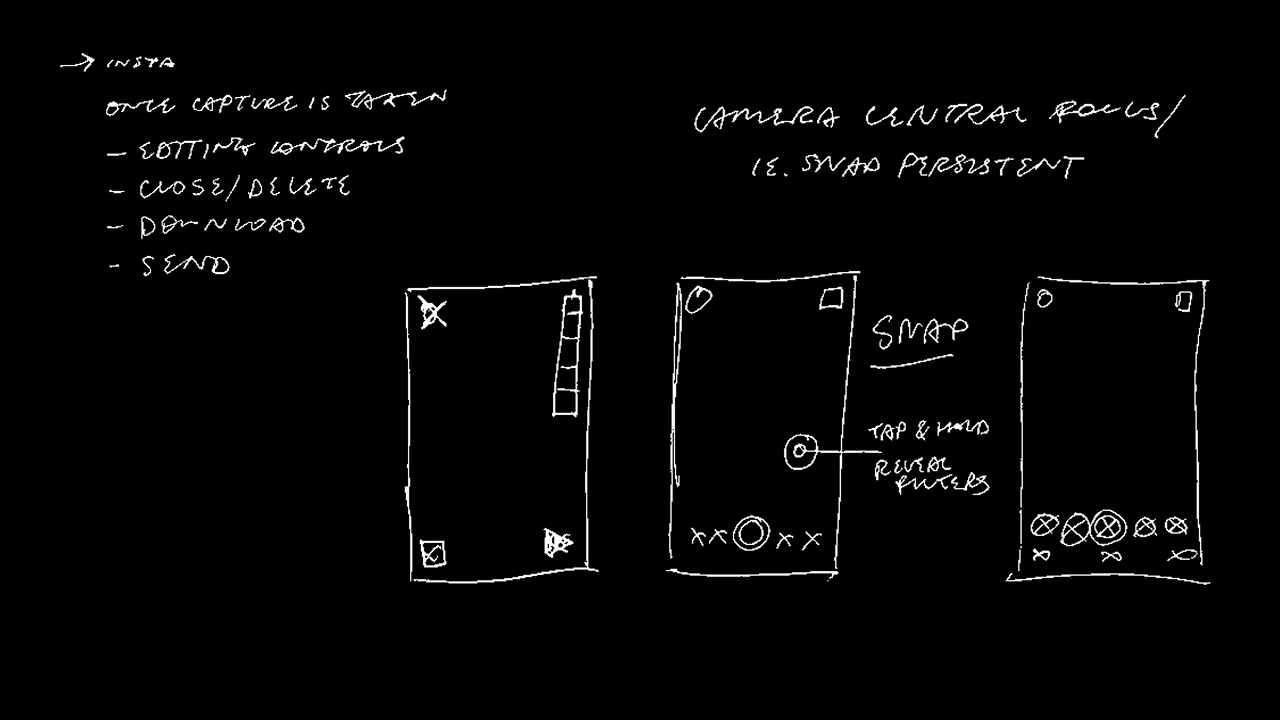 → INSTA
ONCE CAPTURE IS TAKEN
- EDITING CONTROLS
- CLOSE/DELETE
- DOWNLOAD
- SEND
CAMERA CENTRAL FOCUS/
IE. SNAP PERSISTENT
SNAP
TAP & HOLD
REVEAL
FILTERS